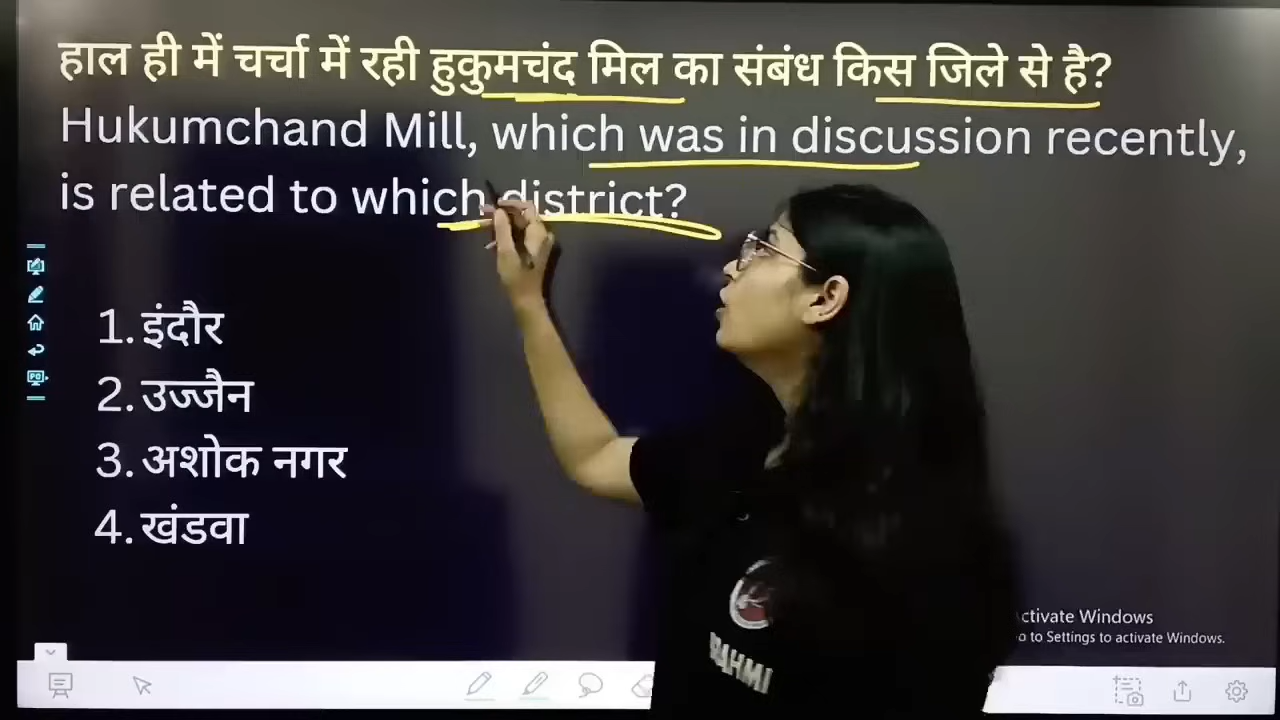 हाल ही में चर्चा में रही हुकुमचंद मिल का संबंध किस जिले से है?
Hukumchand Mill, which was in discussion recently,
is related to which district?
1. इंदौर
2. उज्जैन
3. अशोक नगर
4. खंडवा
ctivate Windows
o to Settings to activate Windows.